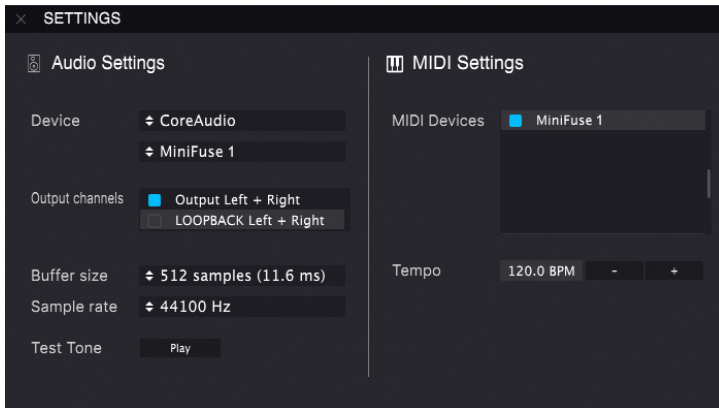 SETTINGS
Audio Settings
Device
CoreAudio
MiniFuse 1
Output channels
Output Left + Right
LOOPBACK Left + Right
Buffer size
512 samples (11.6 ms)
Sample rate
44100 Hz
Test Tone
Play
MIDI Settings
MIDI Devices
MiniFuse 1
Tempo
120.0 BPM
-
+